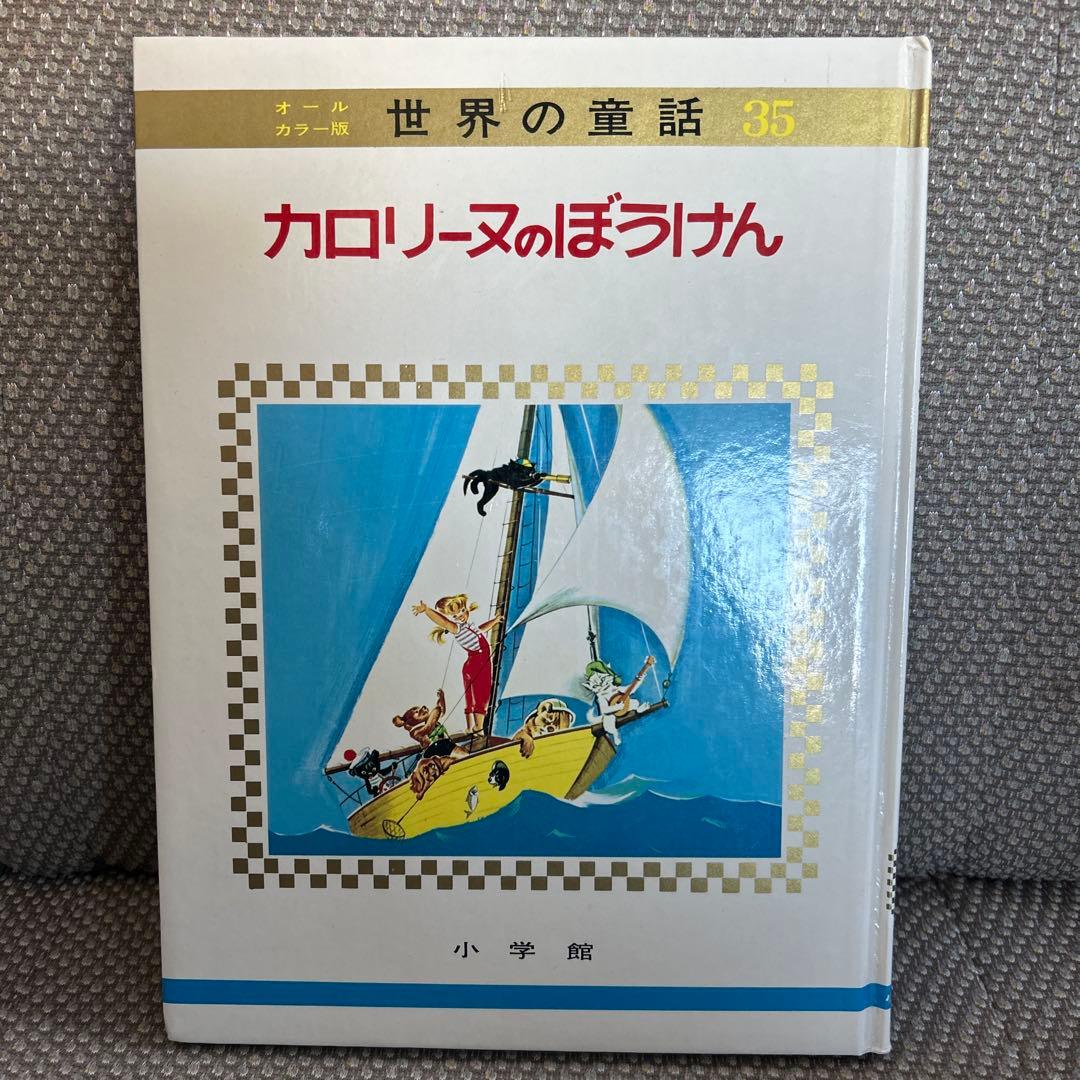 オール
カラー版
世界の童話 35
カロリーヌのぼうけん
小学館